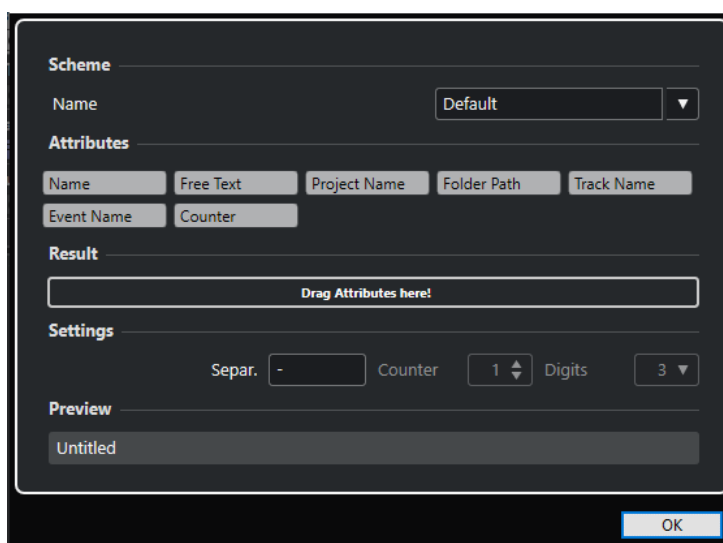 Scheme
Name Default
Attributes
Name Free Text Project Name Folder Path Track Name
Event Name Counter
Result
Drag Attributes here!
Settings
Separ. - Counter 1 Digits 3
Preview
Untitled
OK